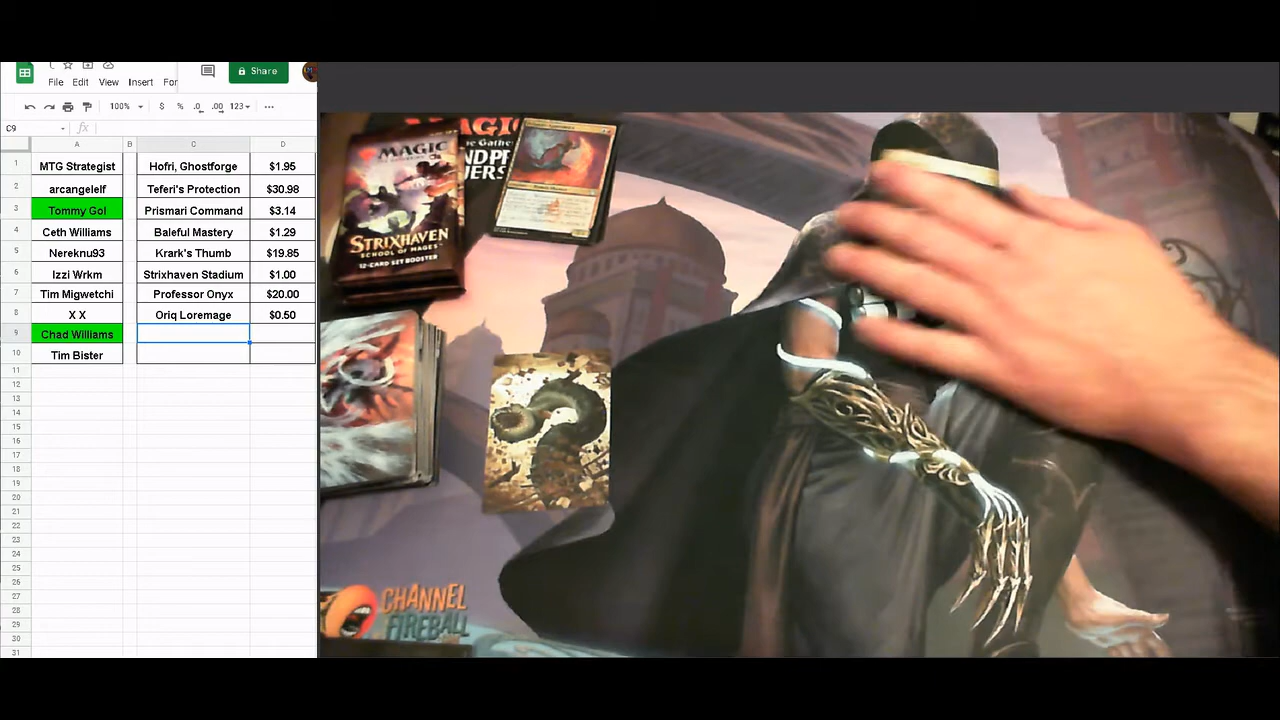 File Edit View Insert For
Share
100% $ % .0 .00 123
C9 fx
A B C D
1 MTG Strategist Hofri, Ghostforge $1.95
2 arcangelelf Teferi's Protection $30.98
3 Tommy Gol Prismari Command $3.14
4 Ceth Williams Baleful Mastery $1.29
5 Nereknu93 Krark's Thumb $19.85
6 Izzi Wrkm Strixhaven Stadium $1.00
7 Tim Migwetchi Professor Onyx $20.00
8 X X Oriq Loremage $0.50
9 Chad Williams
10 Tim Bister
11
12
13
14
15
16
17
18
19
20
21
22
23
24
25
26
27
28
29
30
31
MAGIC
STRIXHAVEN
SCHOOL OF MAGES
12-CARD SET BOOSTER
MAGIC
CHANNEL
FIREBALL